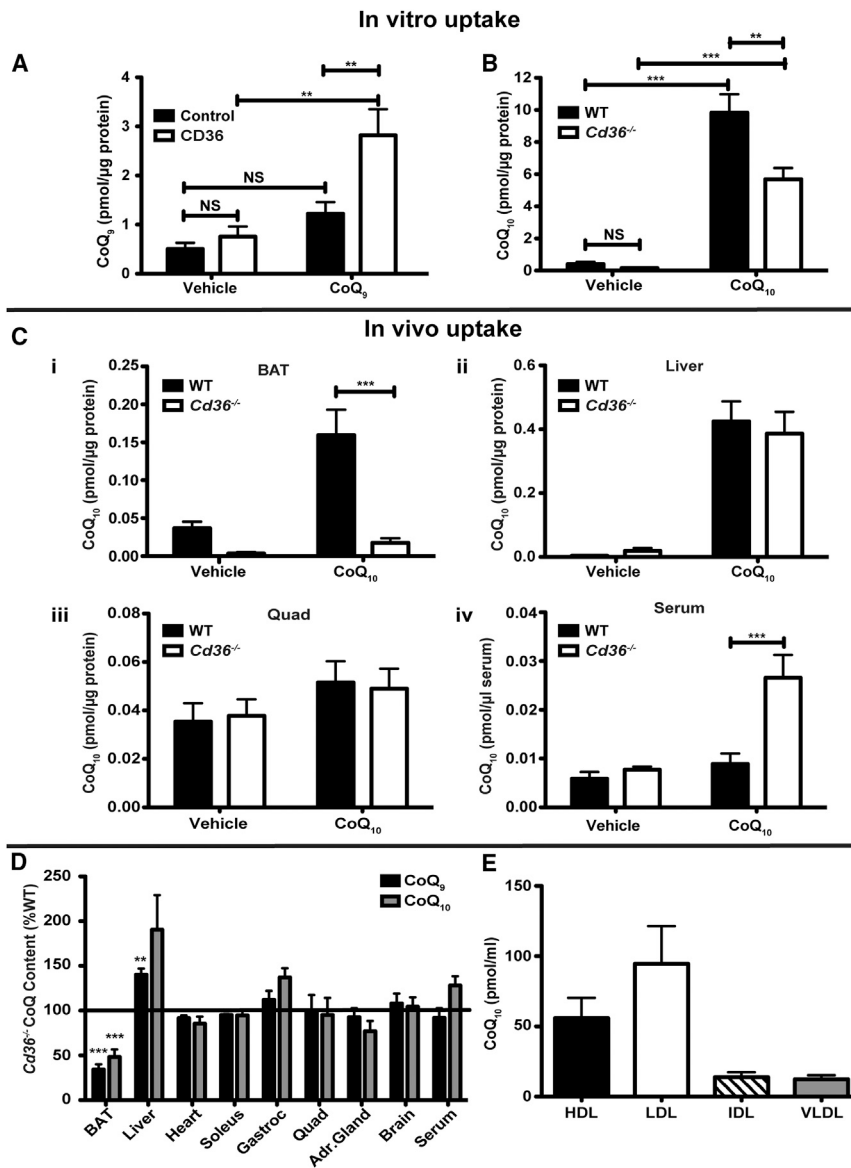 In vitro uptake
A
CoQ₉ (pmol/µg protein)
4
3
2
1
0
Control
CD36
NS
NS
**
**
Vehicle
CoQ₉
B
CoQ₁₀ (pmol/µg protein)
12
10
8
6
4
2
0
WT
Cd36⁻/⁻
NS
***
***
**
Vehicle
CoQ₁₀
In vivo uptake
C
i
BAT
CoQ₁₀ (pmol/µg protein)
0.25
0.20
0.15
0.10
0.05
0.00
WT
Cd36⁻/⁻
***
Vehicle
CoQ₁₀
ii
Liver
CoQ₁₀ (pmol/µg protein)
0.6
0.4
0.2
0.0
WT
Cd36⁻/⁻
Vehicle
CoQ₁₀
iii
Quad
CoQ₁₀ (pmol/µg protein)
0.08
0.06
0.04
0.02
0.00
WT
Cd36⁻/⁻
Vehicle
CoQ₁₀
iv
Serum
CoQ₁₀ (pmol/µl serum)
0.04
0.03
0.02
0.01
0.00
WT
Cd36⁻/⁻
***
Vehicle
CoQ₁₀
D
Cd36⁻/⁻ CoQ Content (%WT)
250
200
150
100
50
0
CoQ₉
CoQ₁₀
***
***
**
BAT
Liver
Heart
Soleus
Gastroc
Quad
Adr.Gland
Brain
Serum
E
CoQ₁₀ (pmol/ml)
150
100
50
0
HDL
LDL
IDL
VLDL